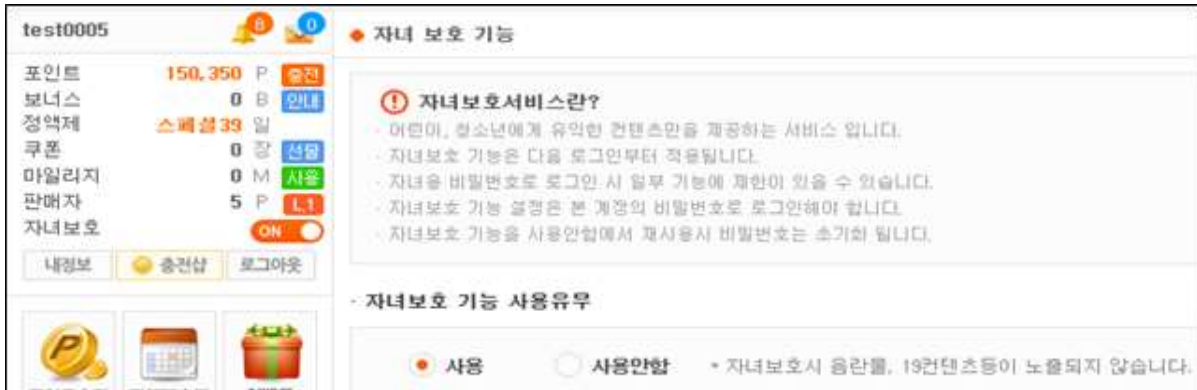 test0005
8
0
포인트 150,350 P 충전
보너스 0 B 안내
정액제 스페셜39 일
쿠폰 0 장 선물
마일리지 0 M 사용
판매자 5 P L.1
자녀보호 ON
내정보 충전샵 로그아웃
P
자녀 보호 기능
자녀보호서비스란?
· 어린이, 청소년에게 유익한 컨텐츠만을 제공하는 서비스 입니다.
· 자녀보호 기능은 다음 로그인부터 적용됩니다.
· 자녀용 비밀번호로 로그인 시 일부 기능에 제한이 있을 수 있습니다.
· 자녀보호 기능 설정은 본 계정의 비밀번호로 로그인해야 합니다.
· 자녀보호 기능을 사용안함에서 재사용시 비밀번호는 초기화 됩니다.
· 자녀보호 기능 사용유무
사용 사용안함 * 자녀보호시 음란물, 19컨텐츠등이 노출되지 않습니다.